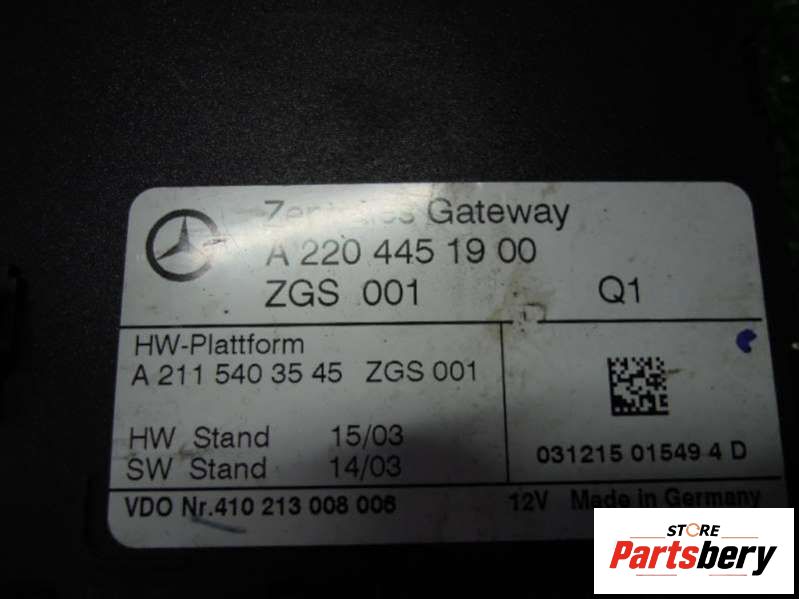 Zentrales Gateway
A 220 445 19 00
ZGS 001 Q1
HW-Plattform
A 211 540 35 45 ZGS 001
HW Stand 15/03
SW Stand 14/03
031215 01549 4 D
VDO Nr.410 213 008 006 12V Made in Germany
STORE
Partsbery